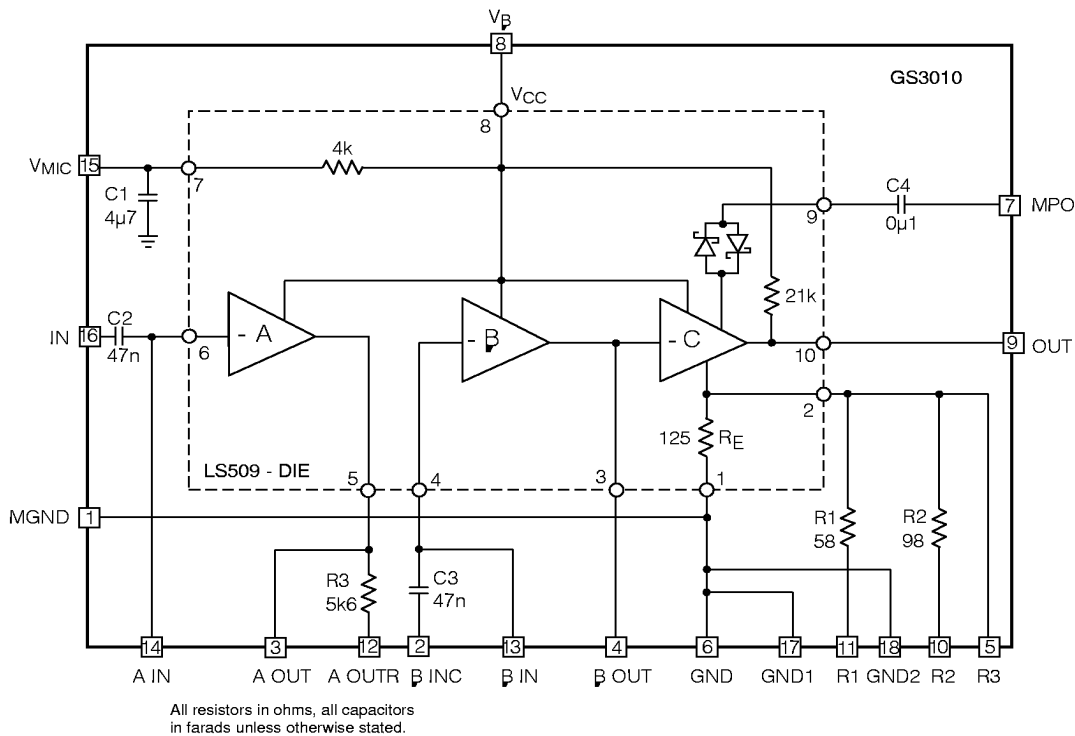 VB
8
GS3010
VCC
8
4k
VMIC 15
7
C1
4µ7
C4
0µ1
9
7 MPO
C2
IN 16
47n
6
- A
- B
- C
21k
10
9 OUT
2
125 RE
LS509 - DIE
5
4
3
1
MGND 1
R1
58
R2
98
R3
5k6
C3
47n
14
3
12
2
13
4
6
17
11
18
10
5
A IN
A OUT
A OUTR
B INC
B IN
B OUT
GND
GND1
R1
GND2
R2
R3
All resistors in ohms, all capacitors
in farads unless otherwise stated.